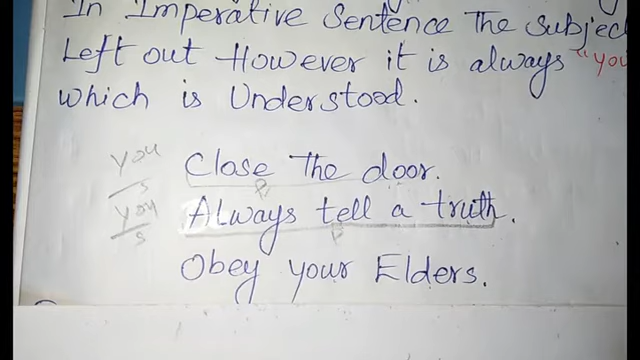 In Imperative Sentence The Subjec
Left out However it is always "you
which is Understood.
you Close The door.
S P
you Always tell a truth.
S P
Obey your Elders.